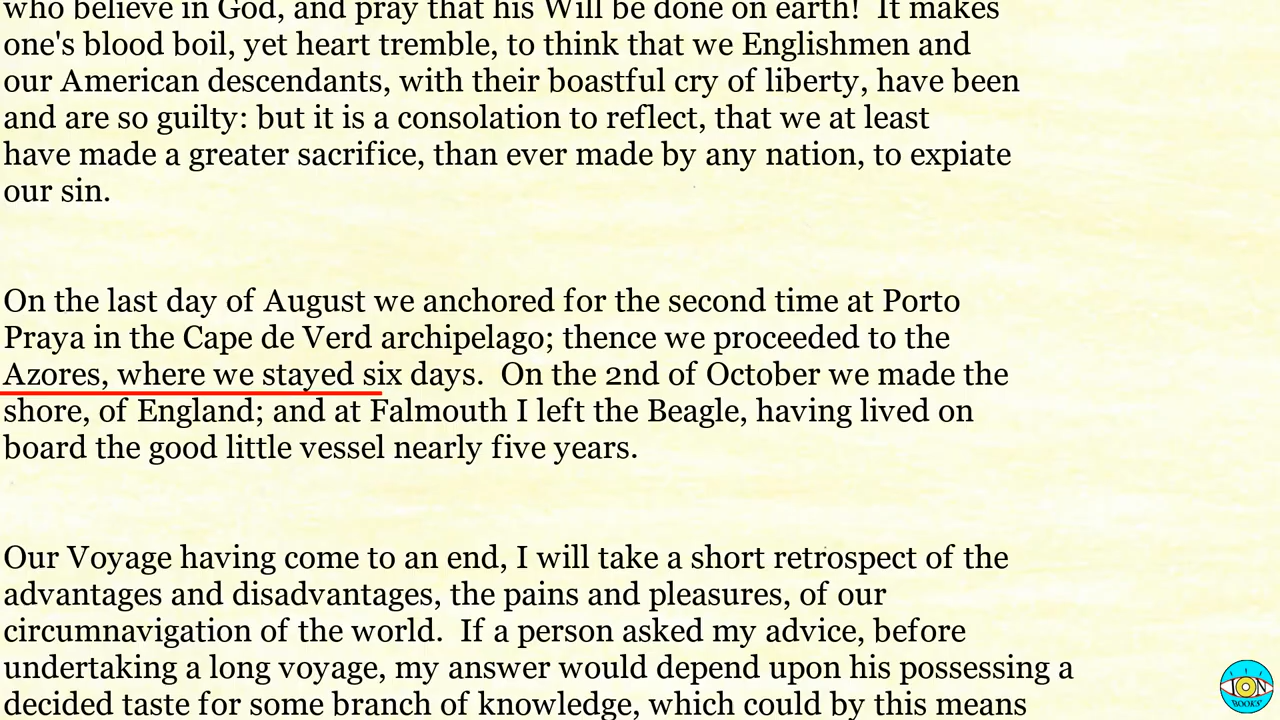 who believe in God, and pray that his Will be done on earth!  It makes
one's blood boil, yet heart tremble, to think that we Englishmen and
our American descendants, with their boastful cry of liberty, have been
and are so guilty: but it is a consolation to reflect, that we at least
have made a greater sacrifice, than ever made by any nation, to expiate
our sin.
On the last day of August we anchored for the second time at Porto
Praya in the Cape de Verd archipelago; thence we proceeded to the
Azores, where we stayed six days.  On the 2nd of October we made the
shore, of England; and at Falmouth I left the Beagle, having lived on
board the good little vessel nearly five years.
Our Voyage having come to an end, I will take a short retrospect of the
advantages and disadvantages, the pains and pleasures, of our
circumnavigation of the world.  If a person asked my advice, before
undertaking a long voyage, my answer would depend upon his possessing a
decided taste for some branch of knowledge, which could by this means
ION
BOOKS